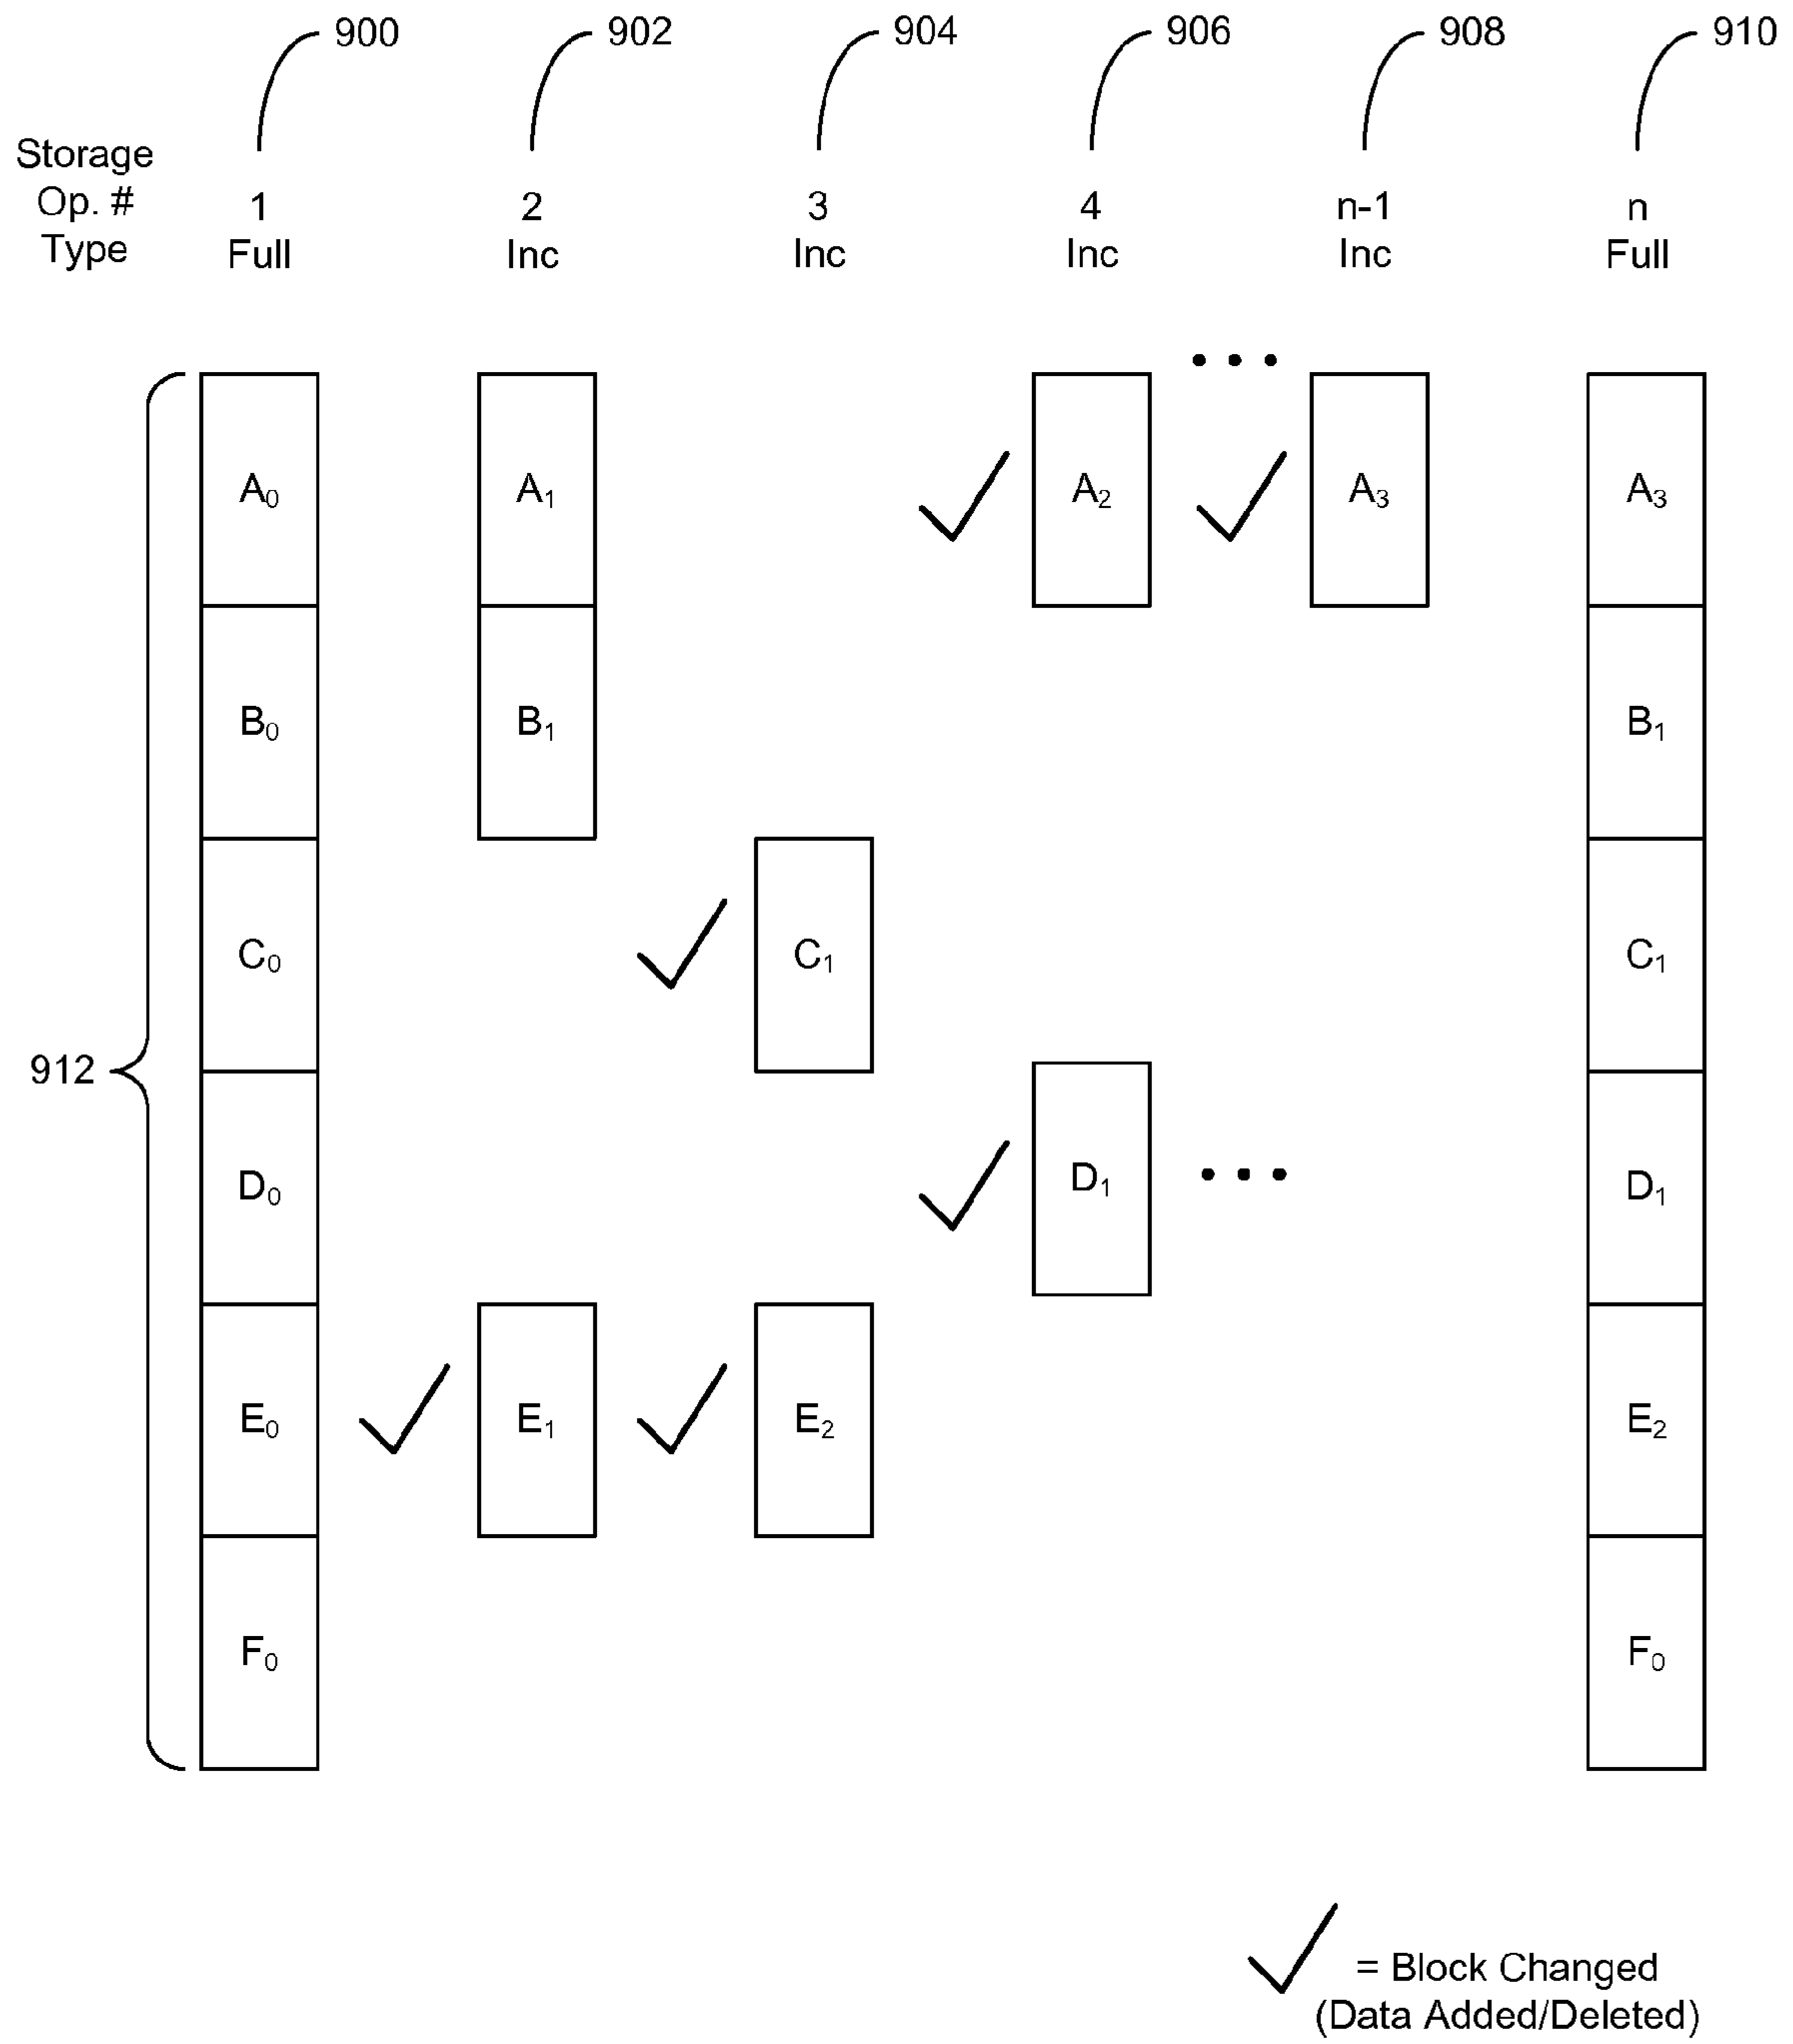 900 902 904 906 908 910
Storage
Op. # 1 2 3 4 n-1 n
Type Full Inc Inc Inc Inc Full
• • •
A₀ A₁ A₂ A₃ A₃
B₀ B₁ B₁
C₀ C₁ C₁
912
D₀ D₁ • • • D₁
E₀ E₁ E₂ E₂
F₀ F₀
= Block Changed
(Data Added/Deleted)